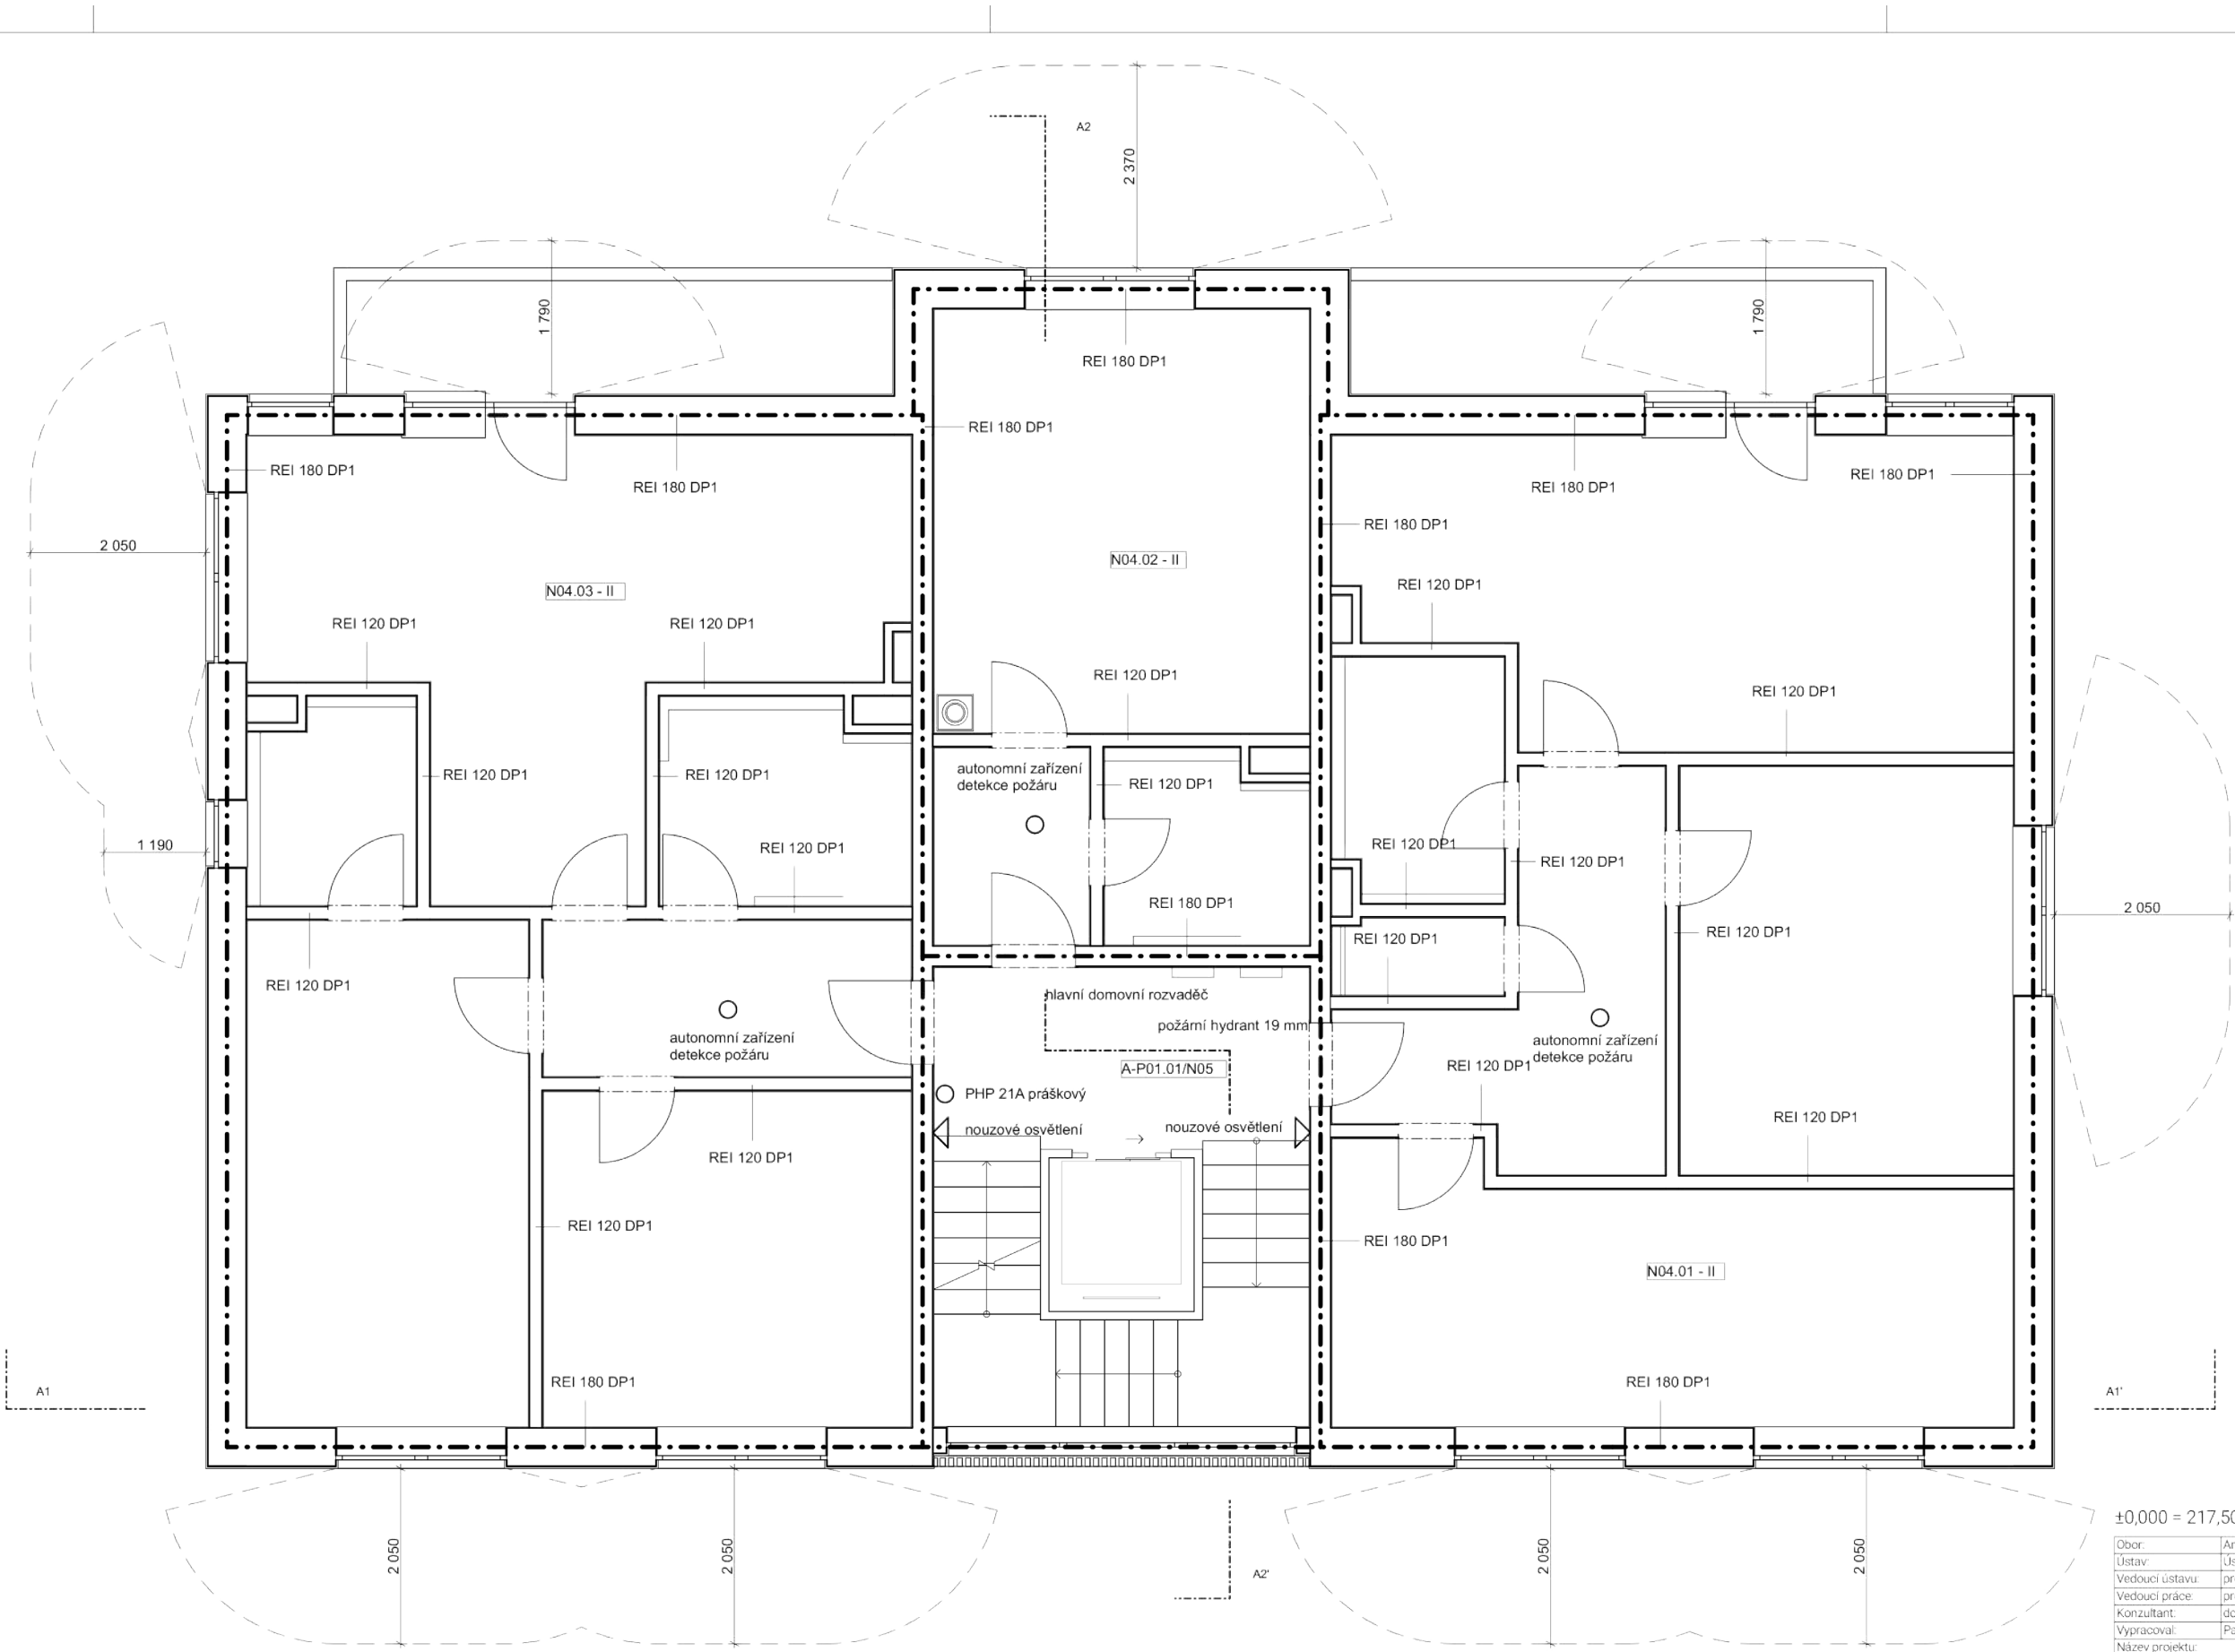 A2
2 370
1 790
1 790
REI 180 DP1
REI 180 DP1
REI 180 DP1
REI 180 DP1
REI 180 DP1
REI 180 DP1
REI 180 DP1
2 050
N04.03 - II
N04.02 - II
REI 120 DP1
REI 120 DP1
REI 120 DP1
REI 120 DP1
REI 120 DP1
REI 120 DP1
REI 120 DP1
autonomní zařízení
detekce požáru
REI 120 DP1
1 190
REI 120 DP1
REI 120 DP1
REI 120 DP1
REI 180 DP1
2 050
REI 120 DP1
REI 120 DP1
REI 120 DP1
hlavní domovní rozvaděč
požární hydrant 19 mm
autonomní zařízení
detekce požáru
autonomní zařízení
detekce požáru
A-P01.01/N05
REI 120 DP1
PHP 21A práškový
nouzové osvětlení
nouzové osvětlení
REI 120 DP1
REI 120 DP1
REI 120 DP1
REI 180 DP1
N04.01 - II
REI 180 DP1
REI 180 DP1
A1
A1'
2 050
2 050
A2'
2 050
2 050
±0,000 = 217,50
Obor:
Ústav:
Vedoucí ústavu:
Vedoucí práce:
Konzultant:
Vypracoval:
Název projektu: